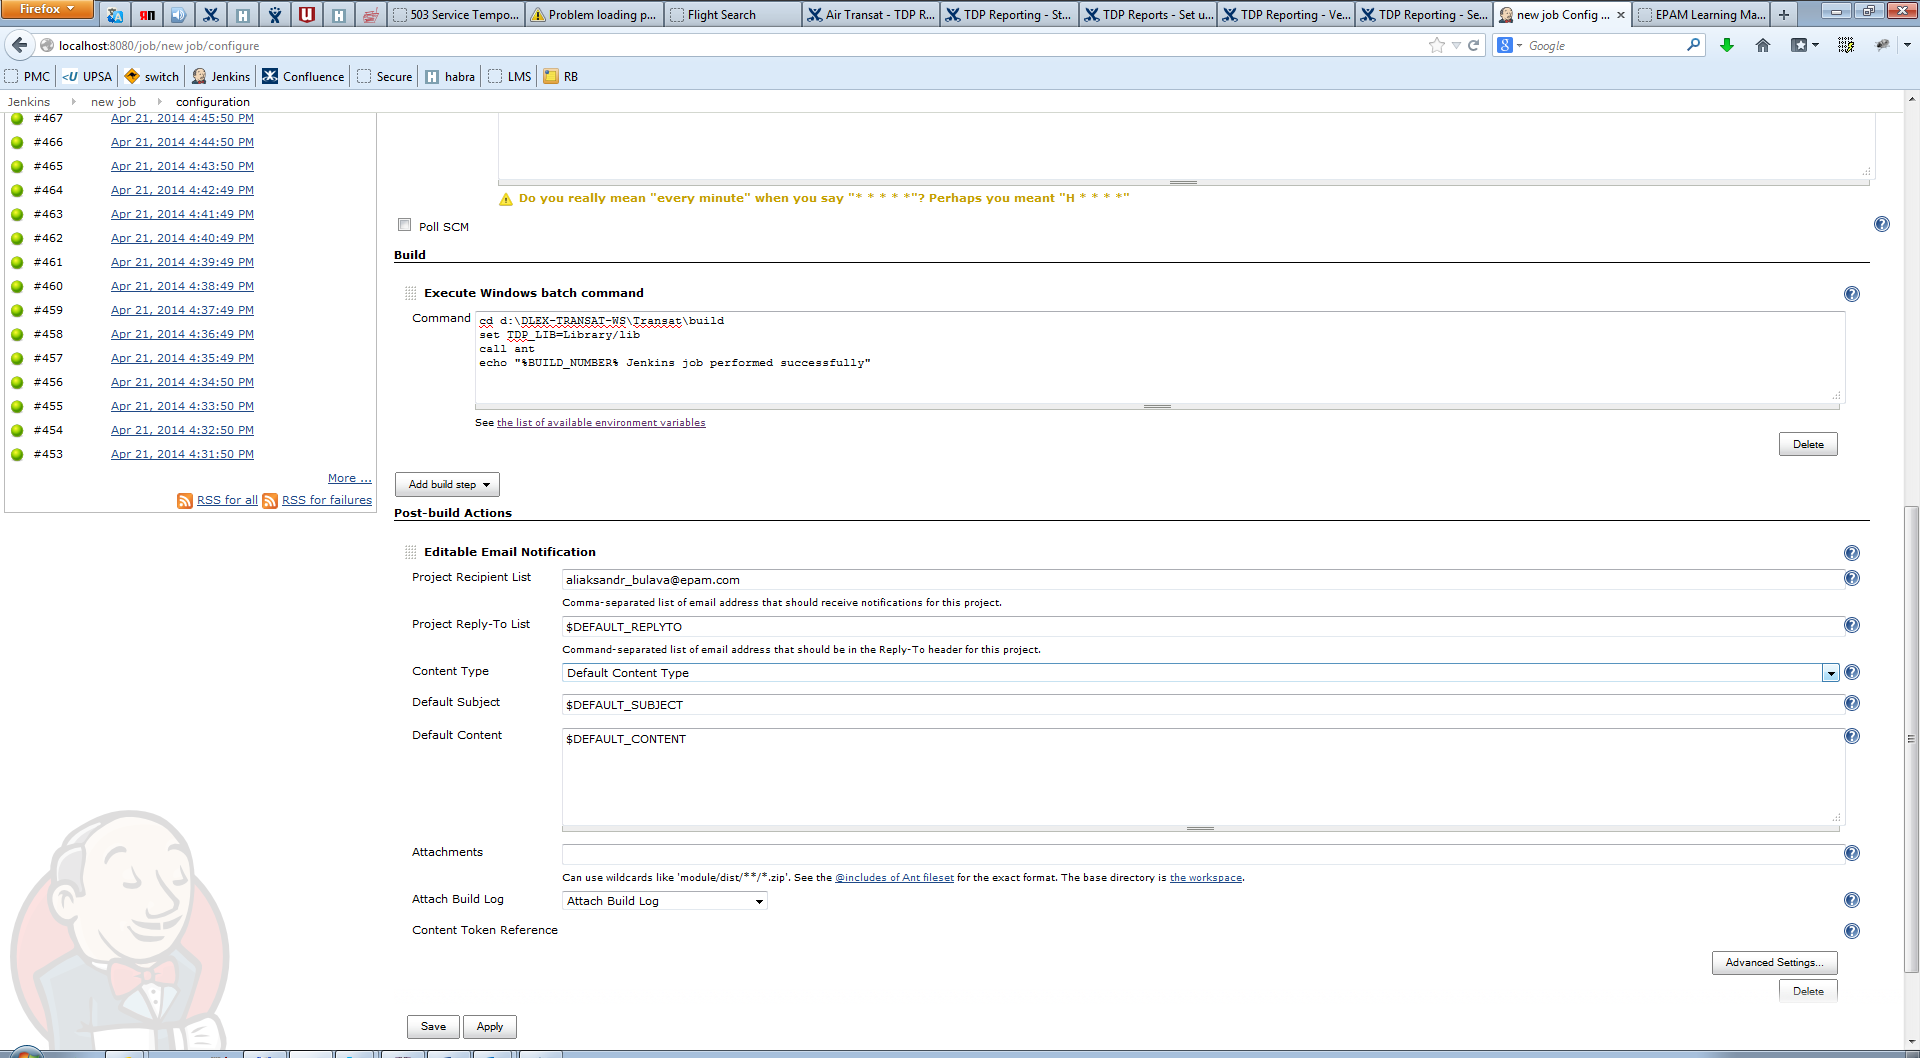 Firefox
ЯП
503 Service Tempo...
Problem loading p...
Flight Search
Air Transat - TDP R...
TDP Reporting - St...
TDP Reports - Set u...
TDP Reporting - Ve...
TDP Reporting - Se...
new job Config ...
EPAM Learning Ma...
localhost:8080/job/new job/configure
Google
PMC
<U UPSA
switch
Jenkins
Confluence
Secure
H habra
LMS
RB
Jenkins
new job
configuration
#467 Apr 21, 2014 4:45:50 PM
#466 Apr 21, 2014 4:44:50 PM
#465 Apr 21, 2014 4:43:50 PM
#464 Apr 21, 2014 4:42:49 PM
#463 Apr 21, 2014 4:41:49 PM
#462 Apr 21, 2014 4:40:49 PM
#461 Apr 21, 2014 4:39:49 PM
#460 Apr 21, 2014 4:38:49 PM
#459 Apr 21, 2014 4:37:49 PM
#458 Apr 21, 2014 4:36:49 PM
#457 Apr 21, 2014 4:35:49 PM
#456 Apr 21, 2014 4:34:50 PM
#455 Apr 21, 2014 4:33:50 PM
#454 Apr 21, 2014 4:32:50 PM
#453 Apr 21, 2014 4:31:50 PM
More ...
RSS for all RSS for failures
Do you really mean "every minute" when you say "* * * * *"? Perhaps you meant "H * * * *"
Poll SCM
Build
Execute Windows batch command
Command
cd d:\DLEX-TRANSAT-WS\Transat\build
set TDP_LIB=Library/lib
call ant
echo "%BUILD_NUMBER% Jenkins job performed successfully"
See the list of available environment variables
Delete
Add build step
Post-build Actions
Editable Email Notification
Project Recipient List
aliaksandr_bulava@epam.com
Comma-separated list of email address that should receive notifications for this project.
Project Reply-To List
$DEFAULT_REPLYTO
Command-separated list of email address that should be in the Reply-To header for this project.
Content Type
Default Content Type
Default Subject
$DEFAULT_SUBJECT
Default Content
$DEFAULT_CONTENT
Attachments
Can use wildcards like 'module/dist/**/*.zip'. See the @includes of Ant fileset for the exact format. The base directory is the workspace.
Attach Build Log
Attach Build Log
Content Token Reference
Advanced Settings...
Delete
Save
Apply